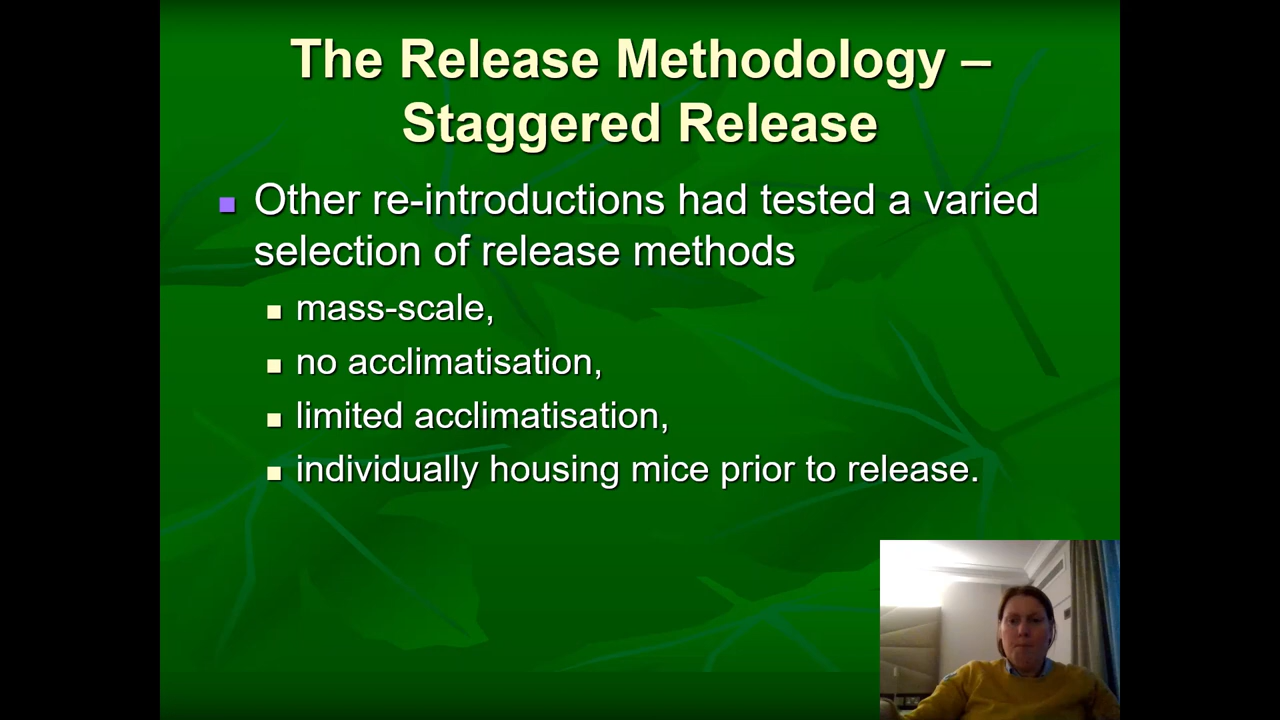 The Release Methodology –
Staggered Release
Other re-introductions had tested a varied
selection of release methods
mass-scale,
no acclimatisation,
limited acclimatisation,
individually housing mice prior to release.